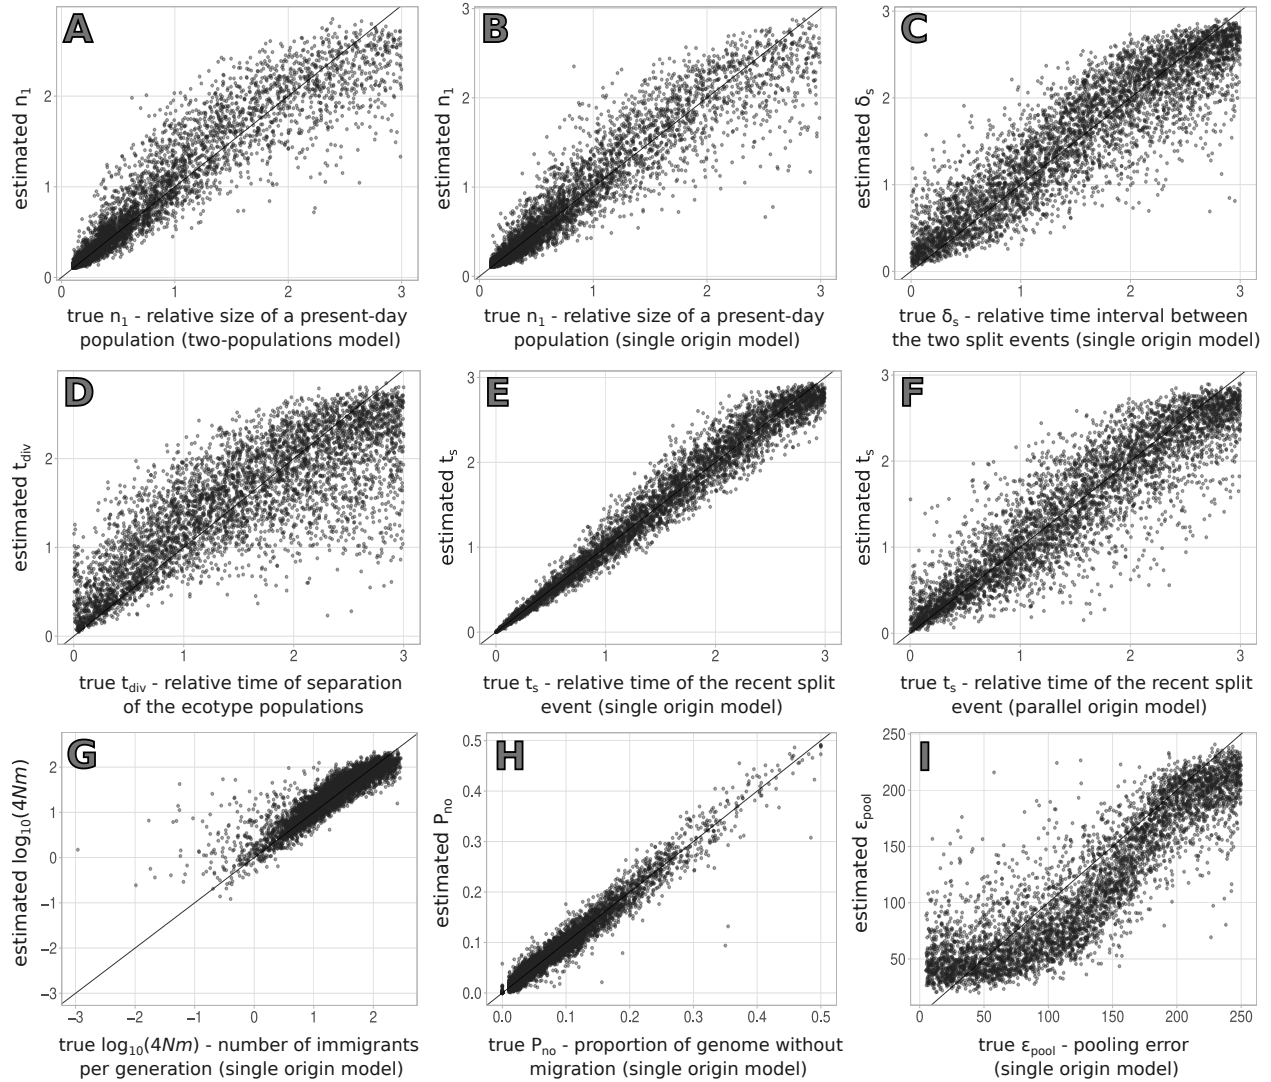 A
estimated n₁
2
1
0
0 1 2 3
true n₁ - relative size of a present-day
population (two-populations model)
B
estimated n₁
3
2
1
0
0 1 2 3
true n₁ - relative size of a present-day
population (single origin model)
C
estimated δₛ
3
2
1
0
0 1 2 3
true δₛ - relative time interval between
the two split events (single origin model)
D
estimated t_div
2
1
0
0 1 2 3
true t_div - relative time of separation
of the ecotype populations
E
estimated tₛ
3
2
1
0
0 1 2 3
true tₛ - relative time of the recent split
event (single origin model)
F
estimated tₛ
3
2
1
0
0 1 2 3
true tₛ - relative time of the recent split
event (parallel origin model)
G
estimated log₁₀(4Nm)
2
1
0
−1
−2
−3
−3 −2 −1 0 1 2
true log₁₀(4Nm) - number of immigrants
per generation (single origin model)
H
estimated P_no
0.5
0.4
0.3
0.2
0.1
0.0
0.0 0.1 0.2 0.3 0.4 0.5
true P_no - proportion of genome without
migration (single origin model)
I
estimated ε_pool
250
200
150
100
50
0 50 100 150 200 250
true ε_pool - pooling error
(single origin model)